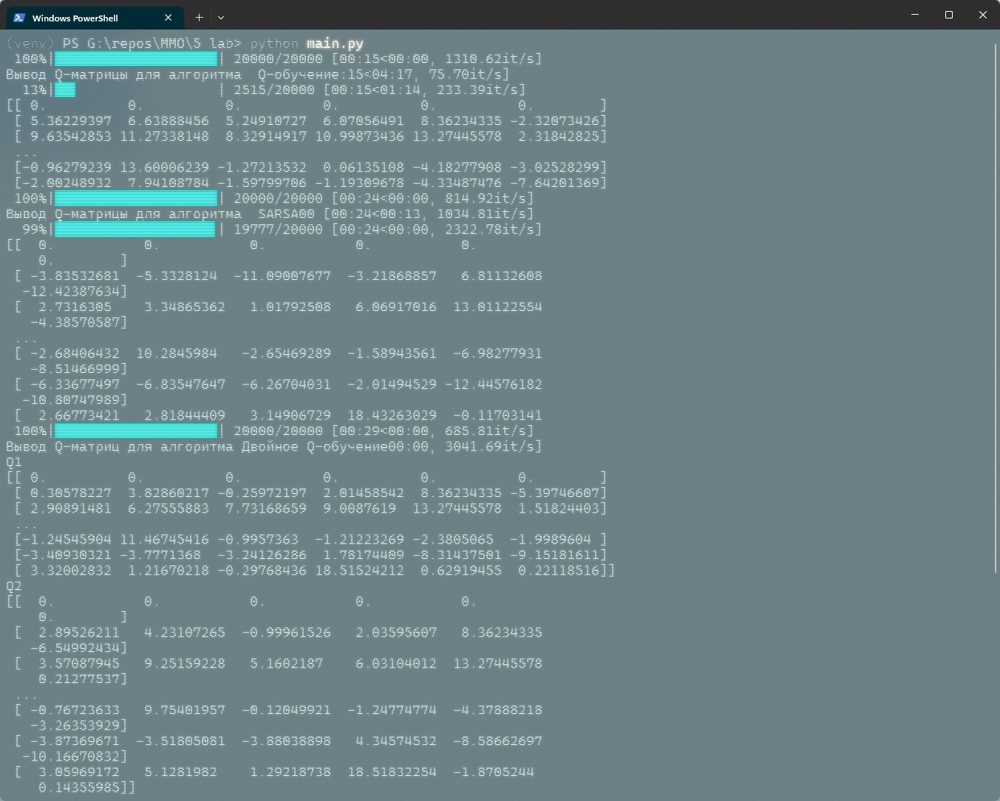 Windows PowerShell
(venv) PS G:\repos\MMO\5 lab> python main.py
100%| | 20000/20000 [00:15<00:00, 1310.62it/s]
Вывод Q-матрицы для алгоритма  Q-обучение:15<04:17, 75.70it/s]
13%| | 2515/20000 [00:15<01:14, 233.39it/s]
[[ 0. 0. 0. 0. 0. 0. ]
[ 5.36229397 6.63888456 5.24910727 6.07056491 8.36234335 -2.32073426]
[ 9.63542853 11.27338148 8.32914917 10.99873436 13.27445578 2.31842825]
...
[-0.96279239 13.60006239 -1.27213532 0.06135108 -4.18277908 -3.02528299]
[-2.00248932 7.94108784 -1.59799706 -1.19309678 -4.33487476 -7.64201369]
100%| | 20000/20000 [00:24<00:00, 814.92it/s]
Вывод Q-матрицы для алгоритма  SARSA00 [00:24<00:13, 1034.81it/s]
99%| | 19777/20000 [00:24<00:00, 2322.78it/s]
[[ 0. 0. 0. 0. 0.
0. ]
[ -3.83532681 -5.3328124 -11.09007677 -3.21868857 6.81132608
-12.42387634]
[ 2.7316305 3.34865362 1.01792508 6.06917016 13.01122554
-4.38570587]
...
[ -2.68406432 10.2845984 -2.65469289 -1.58943561 -6.98277931
-8.51466999]
[ -6.33677497 -6.83547647 -6.26704031 -2.01494529 -12.44576182
-10.80747989]
[ 2.66773421 2.81844409 3.14906729 18.43263029 -0.11703141
100%| | 20000/20000 [00:29<00:00, 685.81it/s]
Вывод Q-матриц для алгоритма Двойное Q-обучение00:00, 3041.69it/s]
Q1
[[ 0. 0. 0. 0. 0. 0. ]
[ 0.30578227 3.82860217 -0.25972197 2.01458542 8.36234335 -5.39746607]
[ 2.90891481 6.27555883 7.73168659 9.0087619 13.27445578 1.51824403]
...
[-1.24545904 11.46745416 -0.9957363 -1.21223269 -2.3805065 -1.9989604 ]
[-3.40930321 -3.7771368 -3.24126286 1.78174409 -8.31437501 -9.15181611]
[ 3.32002832 1.21670218 -0.29768436 18.51524212 0.62919455 0.22118516]]
Q2
[[ 0. 0. 0. 0. 0.
0. ]
[ 2.89526211 4.23107265 -0.99961526 2.03595607 8.36234335
-6.54992434]
[ 3.57087945 9.25159228 5.1602187 6.03104012 13.27445578
0.21277537]
...
[ -0.76723633 9.75401957 -0.12049921 -1.24774774 -4.37888218
-3.26353929]
[ -3.87369671 -3.51805081 -3.88038898 4.34574532 -8.58662697
-10.16670832]
[ 3.05969172 5.1281982 1.29218738 18.51832254 -1.8705244
0.14355985]]